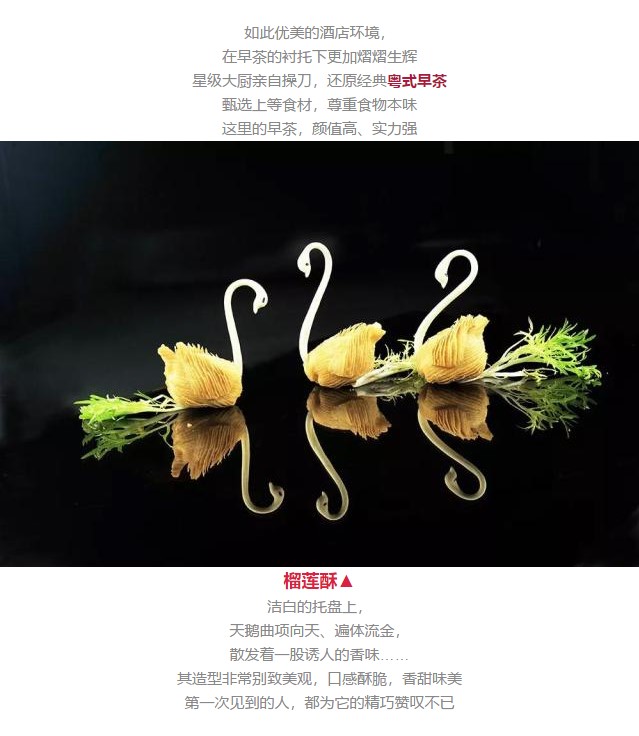 如此优美的酒店环境，
在早茶的衬托下更加熠熠生辉
星级大厨亲自操刀，还原经典粤式早茶
甄选上等食材，尊重食物本味
这里的早茶，颜值高、实力强
榴莲酥▲
洁白的托盘上，
天鹅曲项向天、遍体流金，
散发着一股诱人的香味……
其造型非常别致美观，口感酥脆，香甜味美
第一次见到的人，都为它的精巧赞叹不已